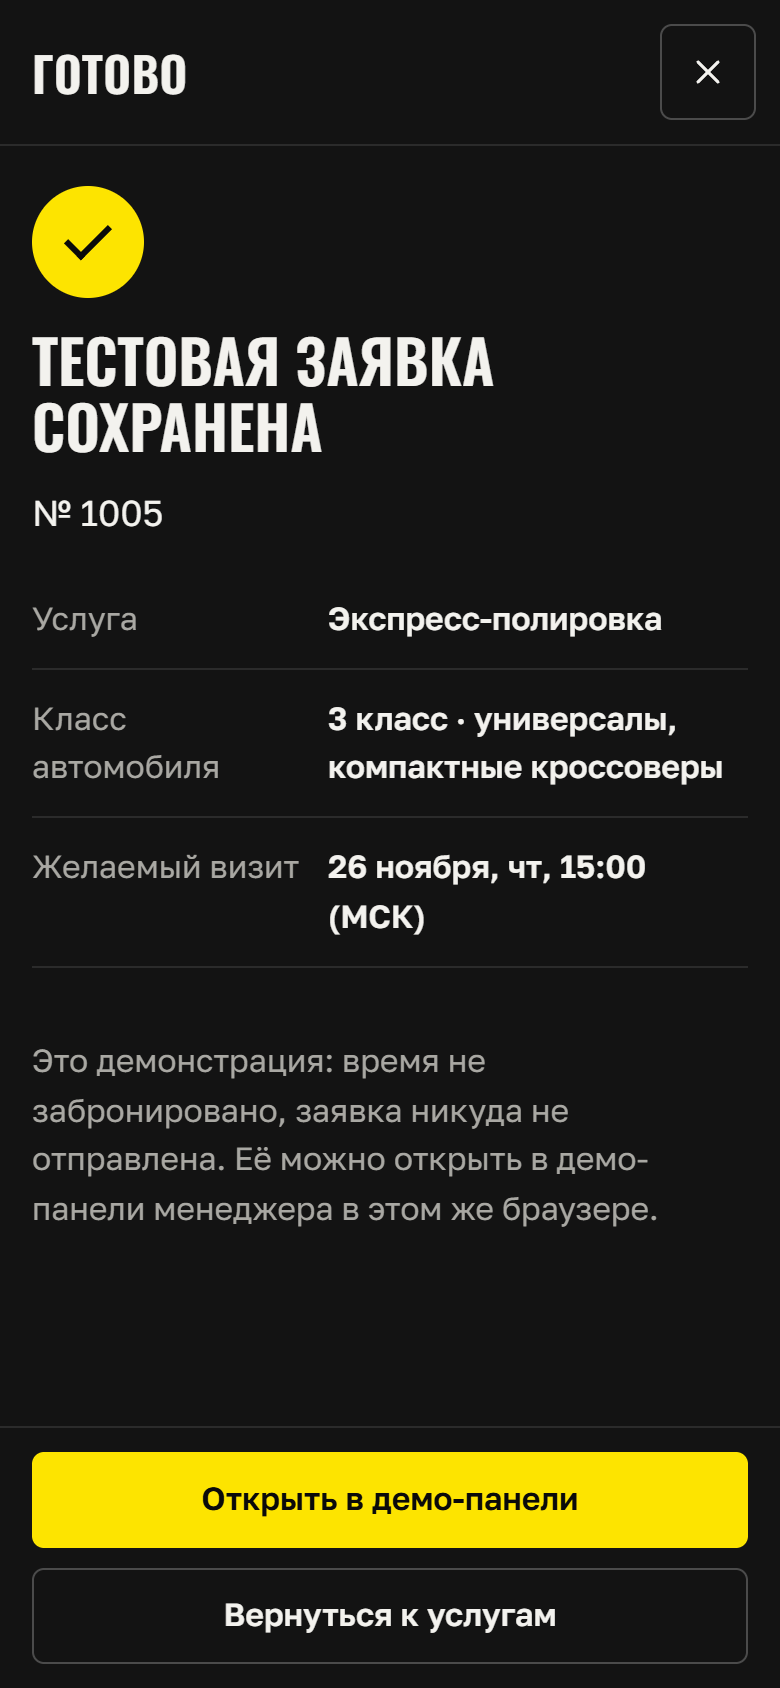 ГОТОВО
ТЕСТОВАЯ ЗАЯВКА
СОХРАНЕНА
№ 1005
Услуга
Экспресс-полировка
Класс
автомобиля
3 класс · универсалы,
компактные кроссоверы
Желаемый визит
26 ноября, чт, 15:00
(МСК)
Это демонстрация: время не
забронировано, заявка никуда не
отправлена. Её можно открыть в демо-
панели менеджера в этом же браузере.
Открыть в демо-панели
Вернуться к услугам